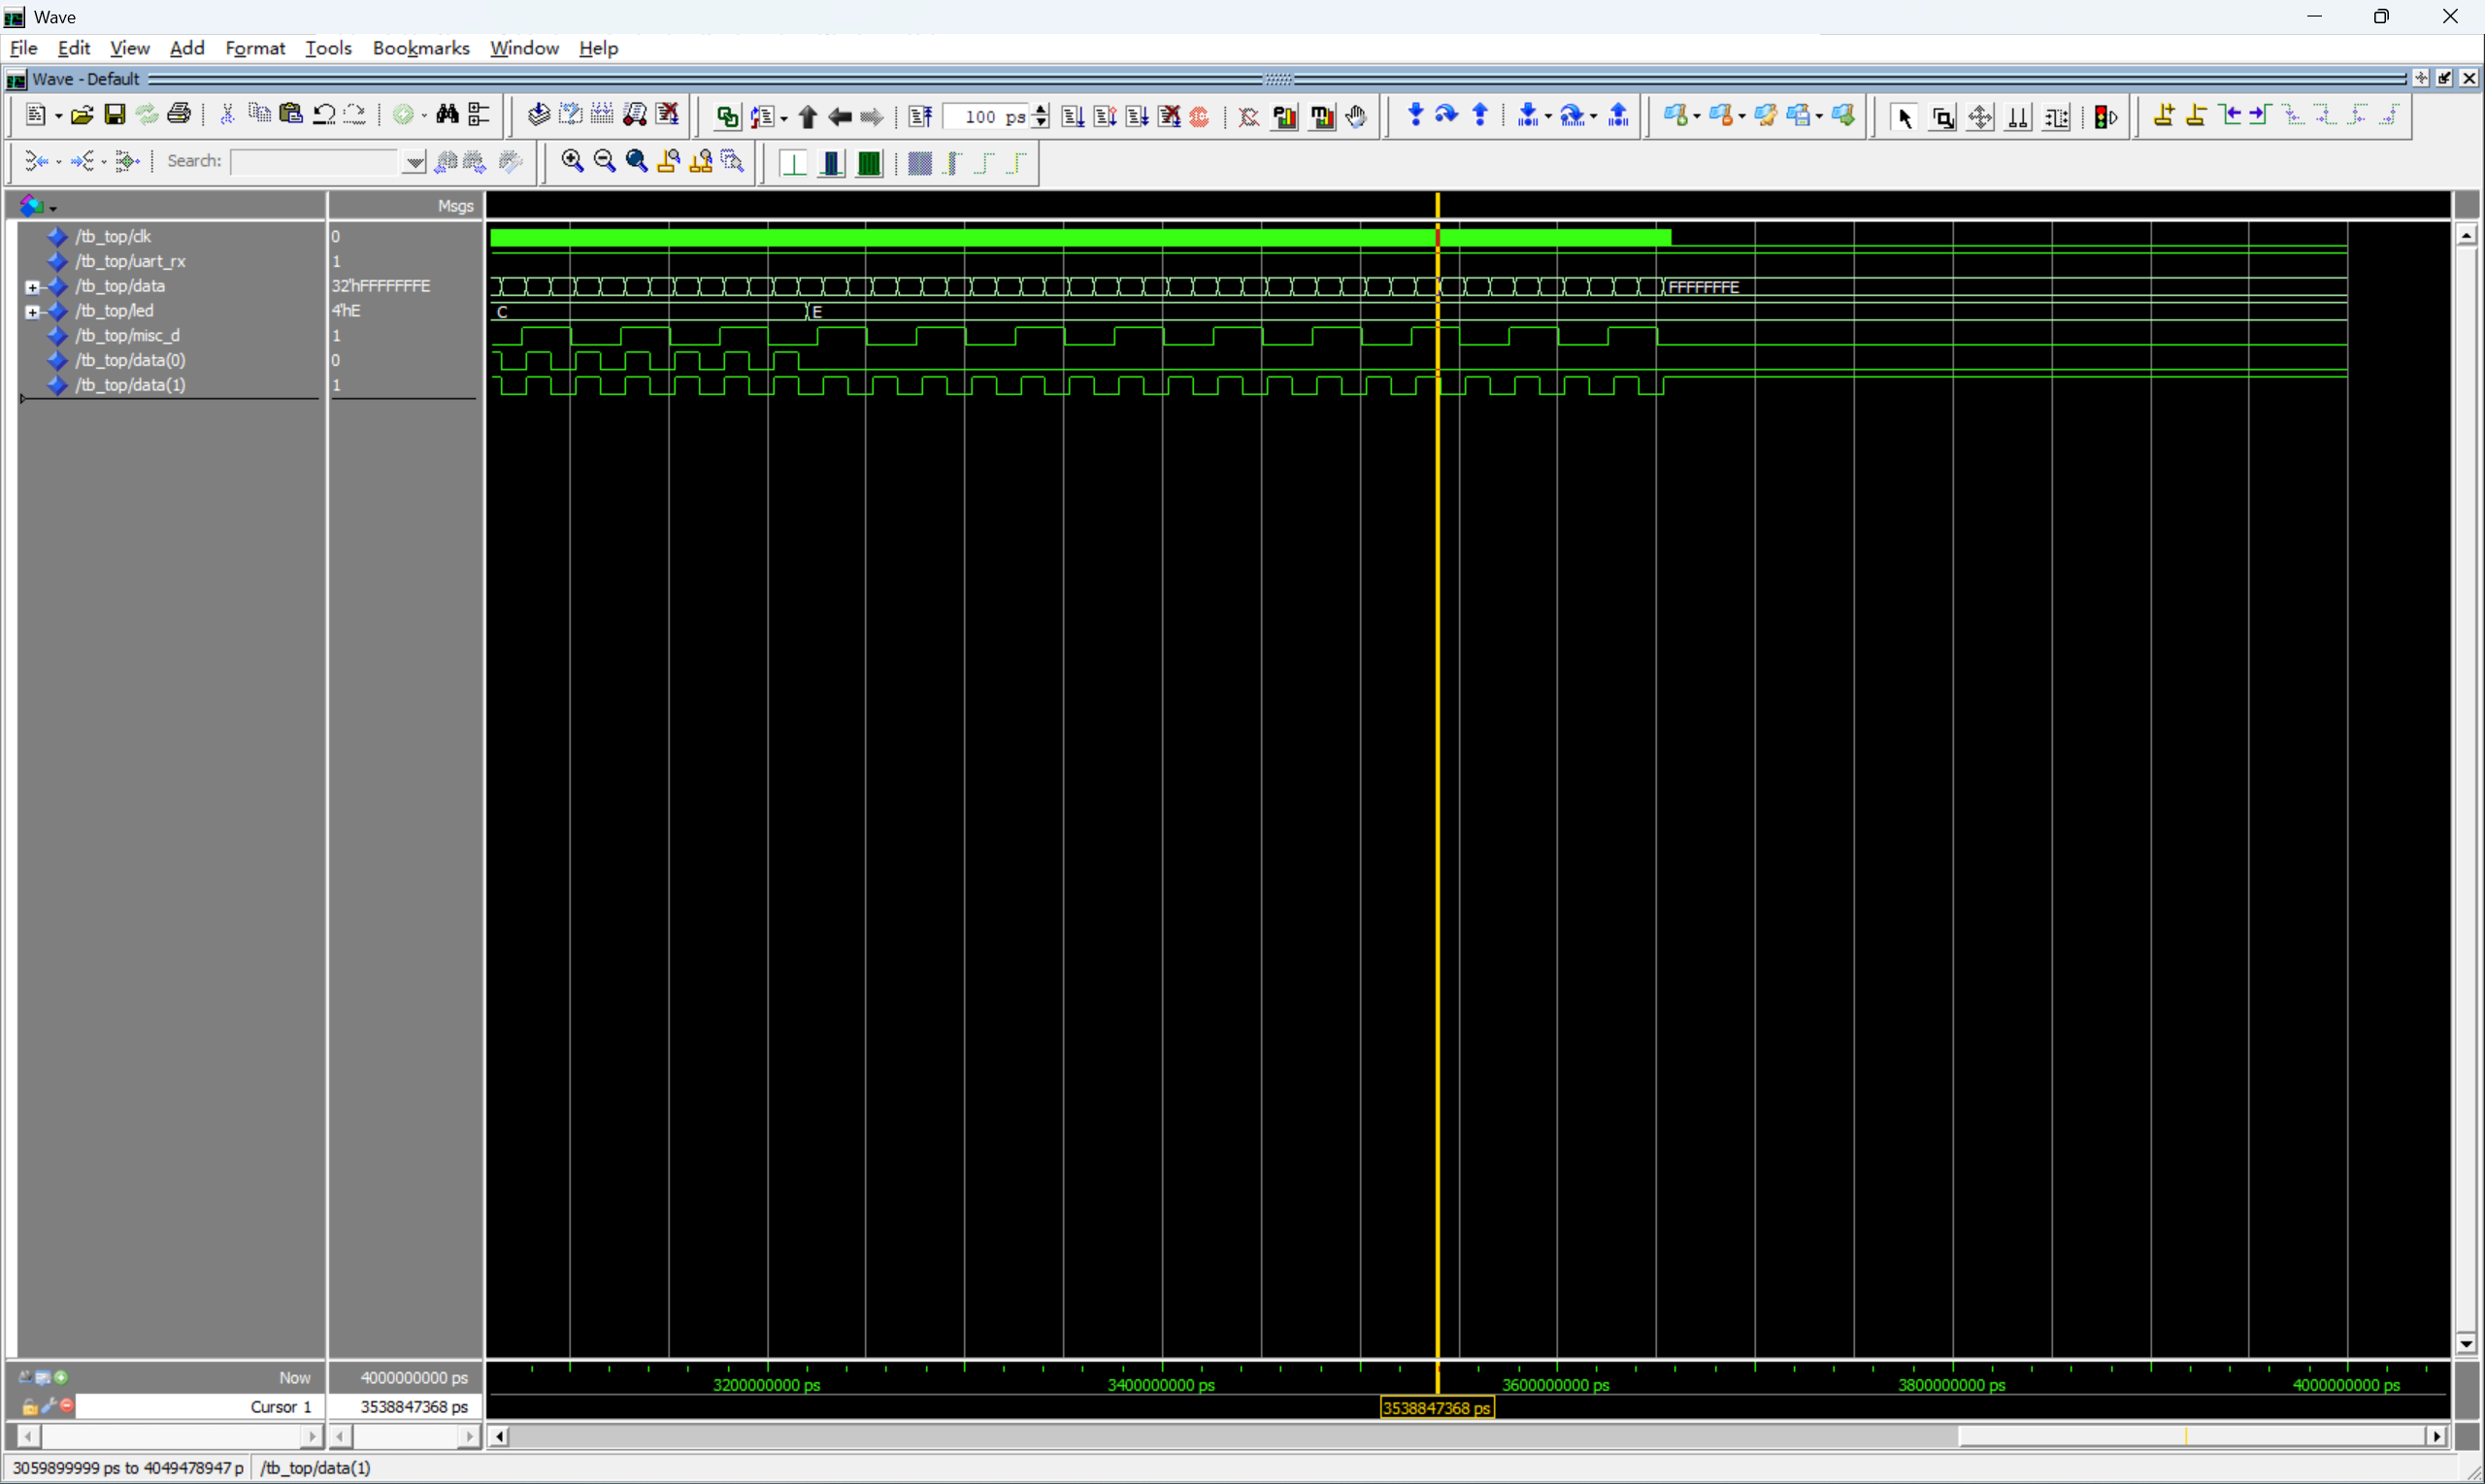 Wave
File Edit View Add Format Tools Bookmarks Window Help
Wave - Default
100 ps
Search:
Msgs
/tb_top/clk 0
/tb_top/uart_rx 1
/tb_top/data 32'hFFFFFFFE FFFFFFFE
/tb_top/led 4'hE C E
/tb_top/misc_d 1
/tb_top/data(0) 0
/tb_top/data(1) 1
Now 4000000000 ps 3200000000 ps 3400000000 ps 3600000000 ps 3800000000 ps 4000000000 ps
Cursor 1 3538847368 ps 3538847368 ps
3059899999 ps to 4049478947 p /tb_top/data(1)